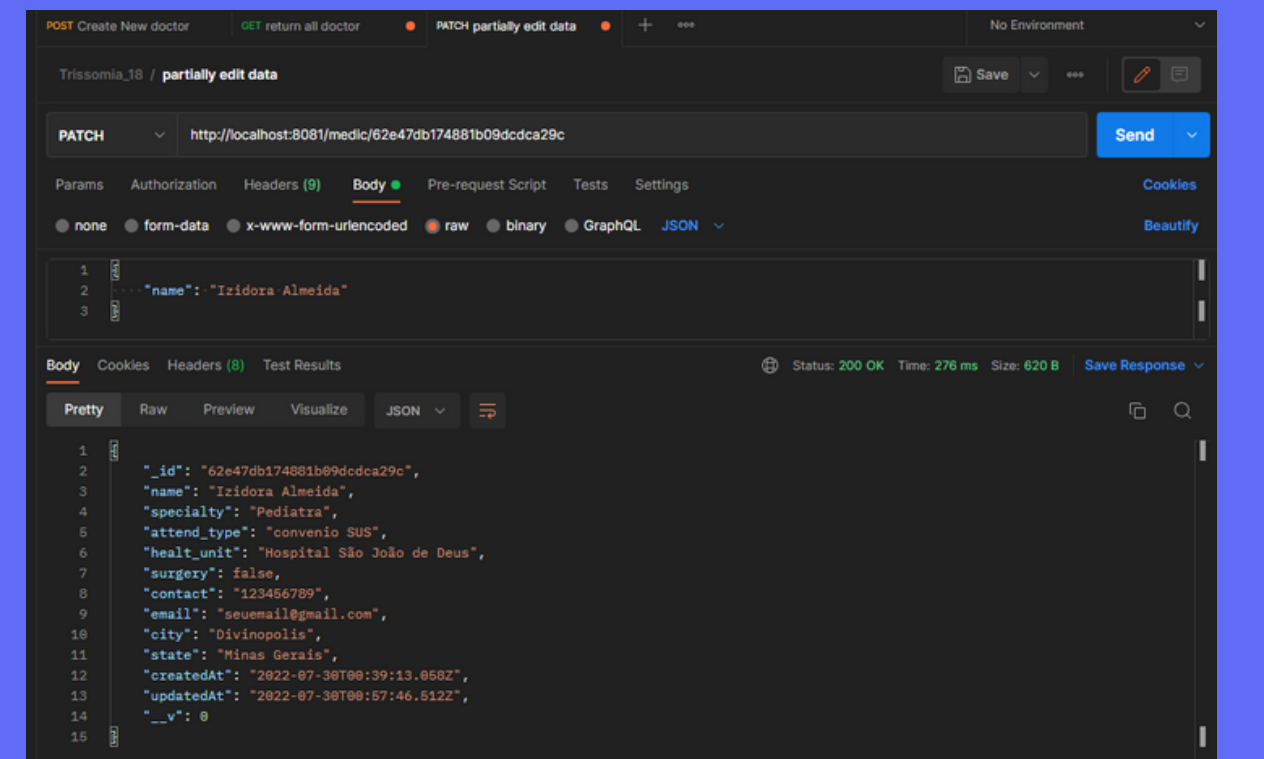 POST Create New doctor GET return all doctor PATCH partially edit data No Environment
Trissomia_18 / partially edit data Save
PATCH http://localhost:8081/medic/62e47db174881b09dcdca29c Send
Params Authorization Headers (9) Body Pre-request Script Tests Settings Cookies
none form-data x-www-form-urlencoded raw binary GraphQL JSON Beautify
1 {
2 "name": "Izidora Almeida"
3 }
Body Cookies Headers (8) Test Results Status: 200 OK Time: 276 ms Size: 620 B Save Response
Pretty Raw Preview Visualize JSON
1 {
2 "_id": "62e47db174881b09dcdca29c",
3 "name": "Izidora Almeida",
4 "specialty": "Pediatra",
5 "attend_type": "convenio SUS",
6 "healt_unit": "Hospital São João de Deus",
7 "surgery": false,
8 "contact": "123456789",
9 "email": "seuemail@gmail.com",
10 "city": "Divinopolis",
11 "state": "Minas Gerais",
12 "createdAt": "2022-07-30T00:39:13.058Z",
13 "updatedAt": "2022-07-30T00:57:46.512Z",
14 "__v": 0
15 }